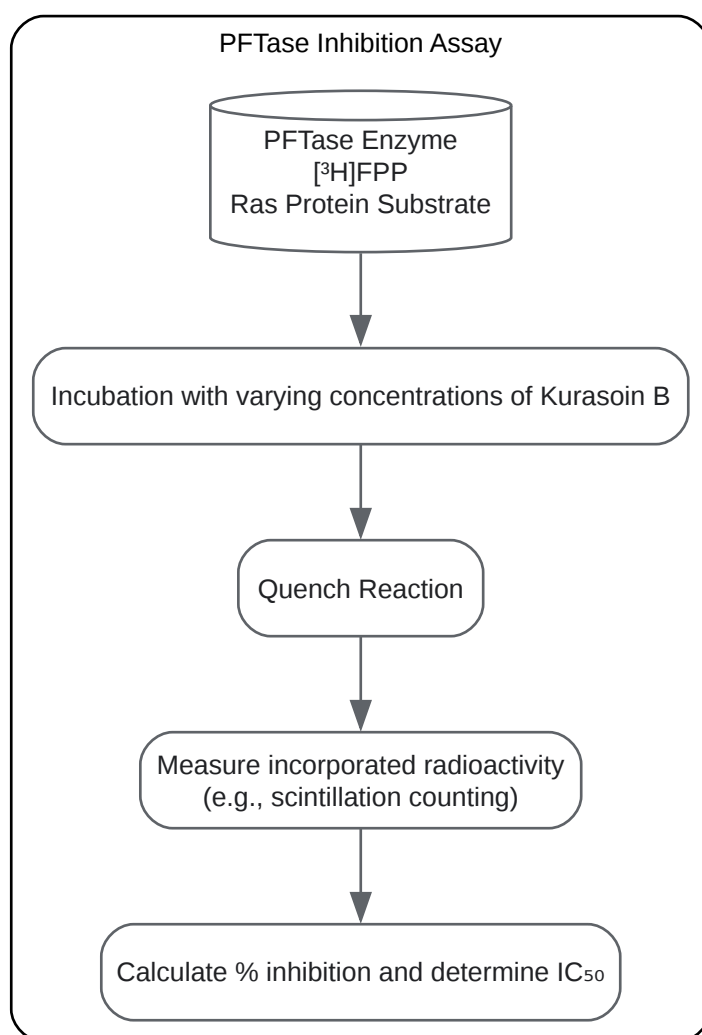 PFTase Inhibition Assay
PFTase Enzyme
[³H]FPP
Ras Protein Substrate
Incubation with varying concentrations of Kurasoin B
Quench Reaction
Measure incorporated radioactivity
(e.g., scintillation counting)
Calculate % inhibition and determine IC₅₀